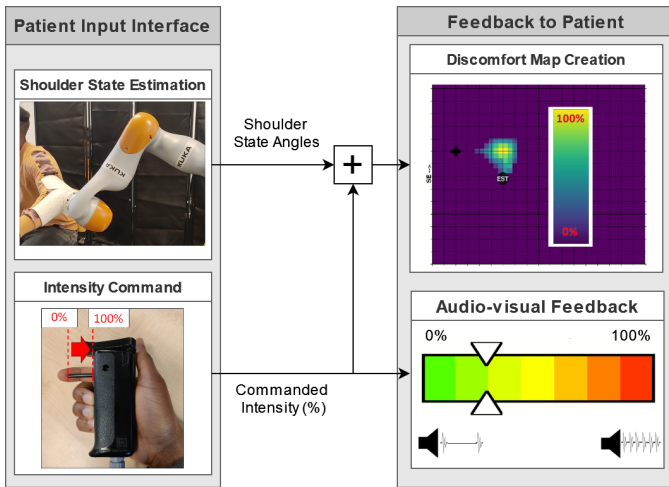 Patient Input Interface
Shoulder State Estimation
KUKA
KUKA
Intensity Command
0%
100%
Shoulder
State Angles
+
Commanded
Intensity (%)
Feedback to Patient
Discomfort Map Creation
100%
0%
SE -->
EST
Audio-visual Feedback
0%
100%